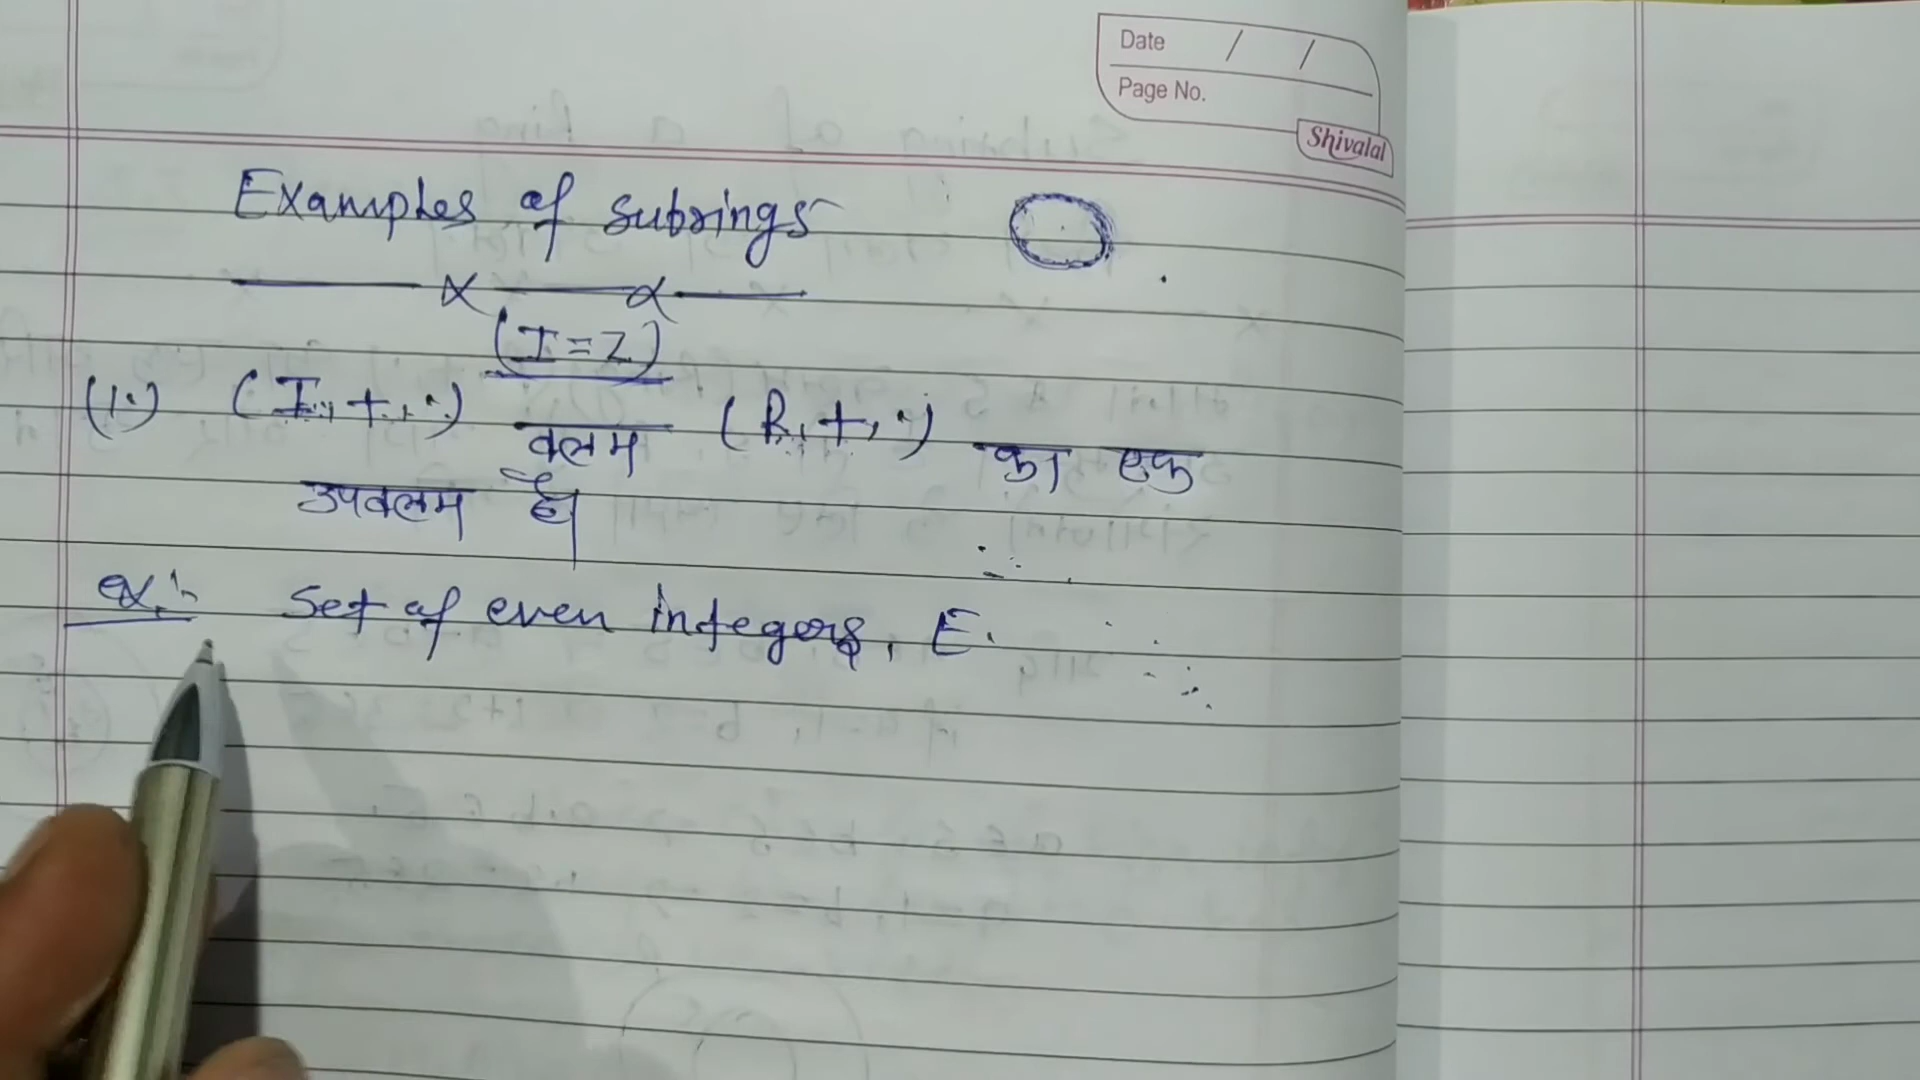 Date / /
Page No.
Shivalal
Examples of subrings
(I = Z)
(1.) (I, +, ·) वलय (R, +, ·) का एक
उपवलय है।
ex:- Set of even integers, E.